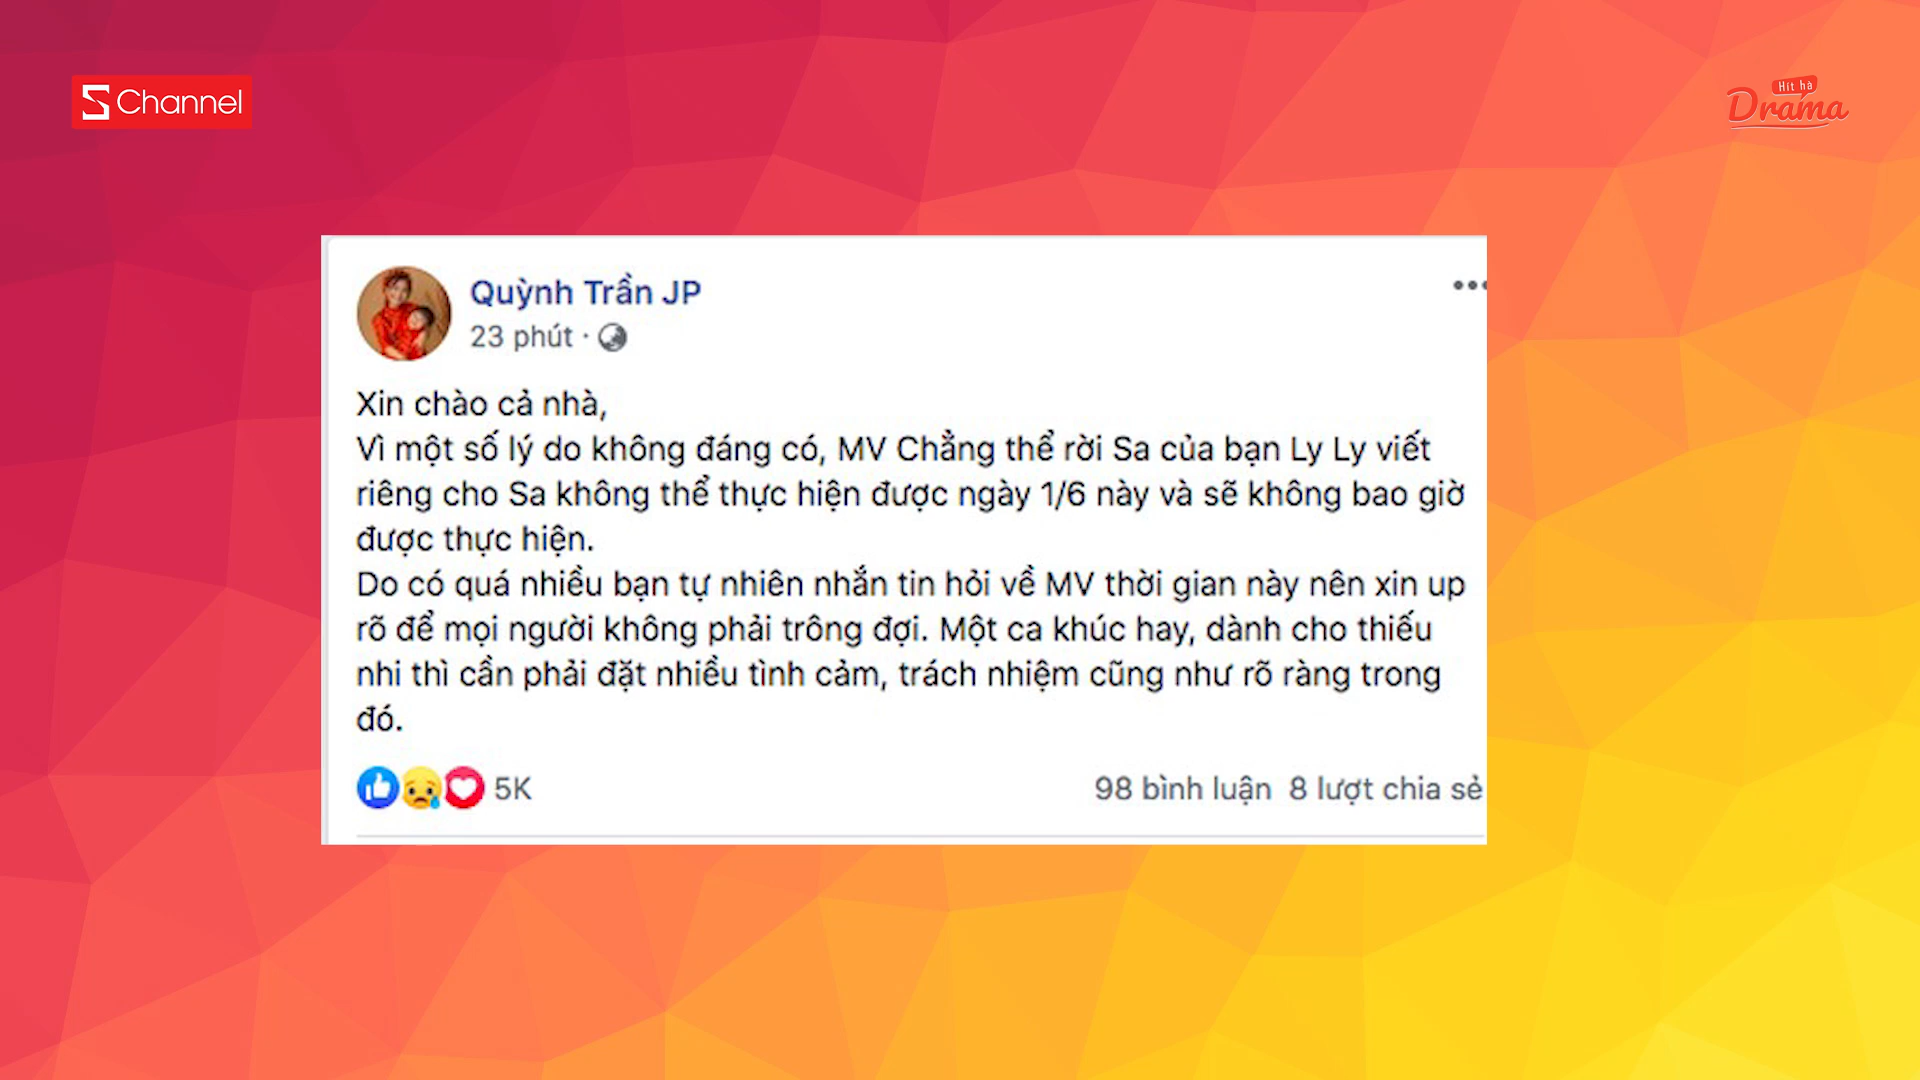 S Channel
Hít hà
Drama
Quỳnh Trần JP
23 phút ·
Xin chào cả nhà,
Vì một số lý do không đáng có, MV Chẳng thể rời Sa của bạn Ly Ly viết
riêng cho Sa không thể thực hiện được ngày 1/6 này và sẽ không bao giờ
được thực hiện.
Do có quá nhiều bạn tự nhiên nhắn tin hỏi về MV thời gian này nên xin up
rõ để mọi người không phải trông đợi. Một ca khúc hay, dành cho thiếu
nhi thì cần phải đặt nhiều tình cảm, trách nhiệm cũng như rõ ràng trong
đó.
5K
98 bình luận 8 lượt chia sẻ